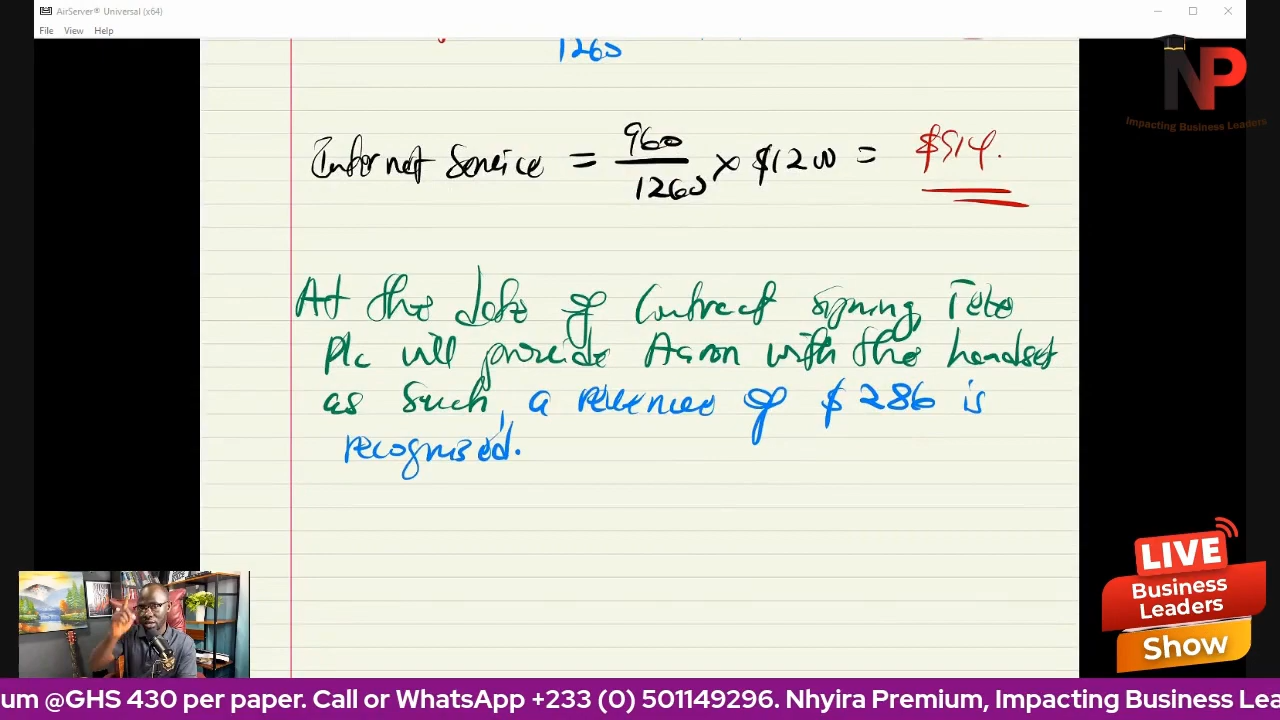 AirServer® Universal (x64)
File View Help
1260
NP
Impacting Business Leaders
Internet Service = 960/1260 x $1200 = $914.
At the date of Contract signing, Tele
Plc will provide Aaron with the handset
as such, a revenue of $286 is
recognised.
LIVE
Business
Leaders
Show
um @GHS 430 per paper. Call or WhatsApp +233 (0) 501149296. Nhyira Premium, Impacting Business Lea